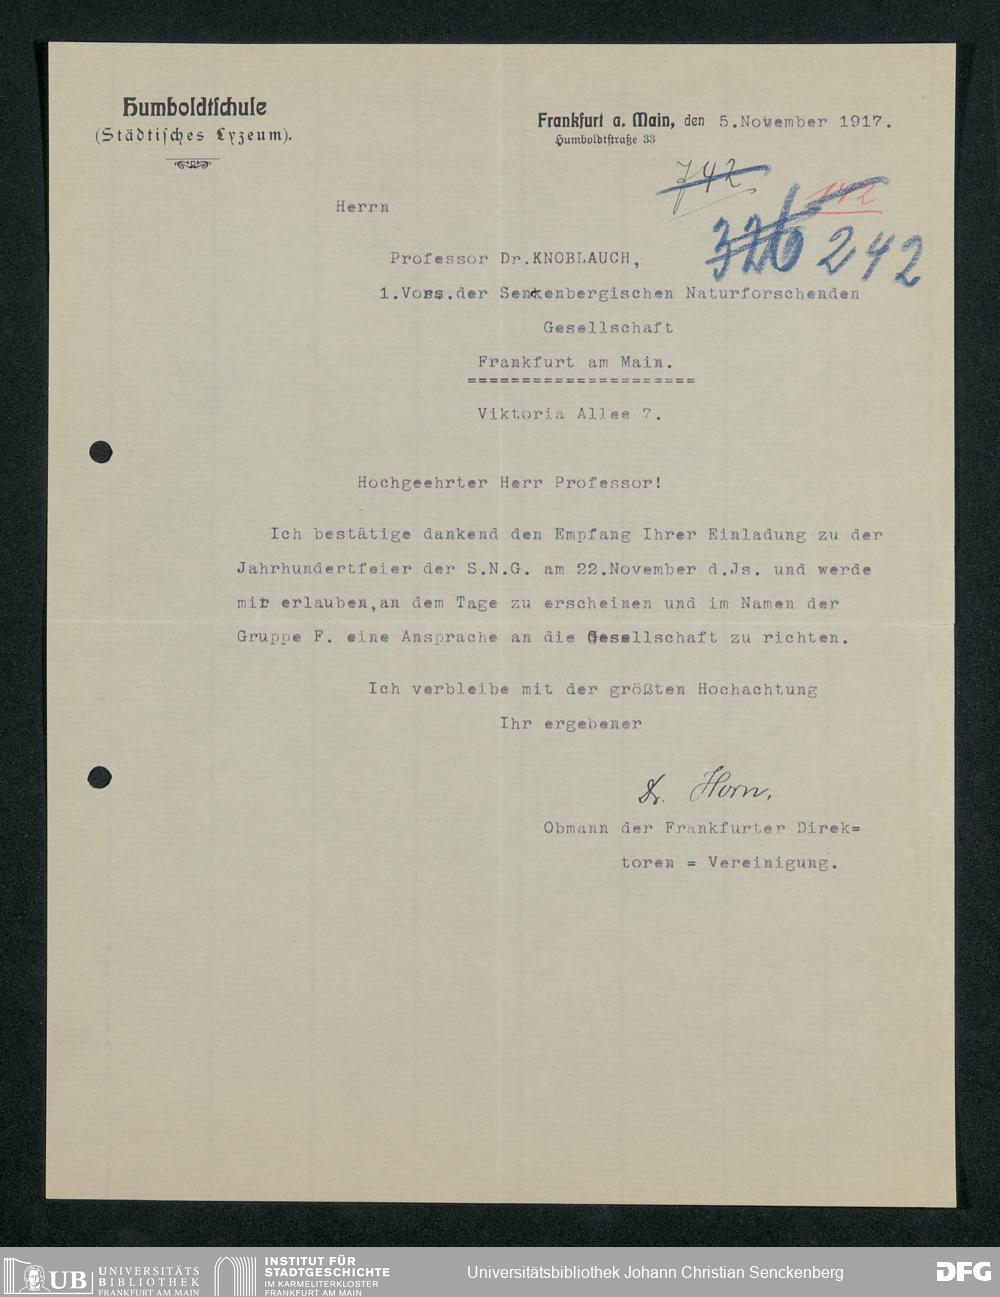 Humboldtschule
(Städtisches Lyzeum).
Frankfurt a. Main, den 5.November 1917.
Humboldtstraße 33
742
142
326 242
Herrn
Professor Dr.KNOBLAUCH,
1.Vors.der Senckenbergischen Naturforschenden
Gesellschaft
Frankfurt am Main.
=====================
Viktoria Allee 7.
Hochgeehrter Herr Professor!
Ich bestätige dankend den Empfang Ihrer Einladung zu der
Jahrhundertfeier der S.N.G. am 22.November d.Js. und werde
mir erlauben,an dem Tage zu erscheinen und im Namen der
Gruppe F. eine Ansprache an die Gesellschaft zu richten.
Ich verbleibe mit der größten Hochachtung
Ihr ergebener
Dr. Horn.
Obmann der Frankfurter Direk=
toren = Vereinigung.
UB UNIVERSITÄTS
BIBLIOTHEK
FRANKFURT AM MAIN
INSTITUT FÜR
STADTGESCHICHTE
IM KARMELITERKLOSTER
FRANKFURT AM MAIN
Universitätsbibliothek Johann Christian Senckenberg
DFG